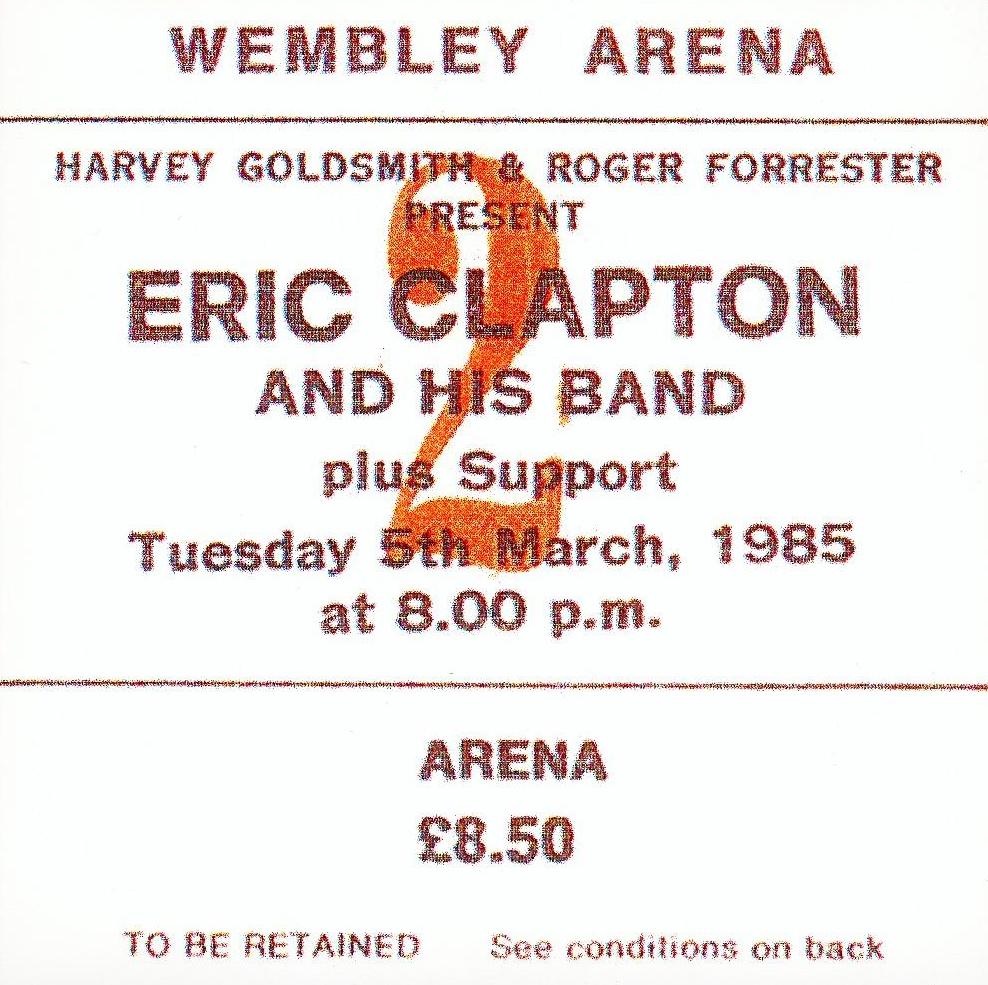 WEMBLEY ARENA
HARVEY GOLDSMITH & ROGER FORRESTER
PRESENT
2
ERIC CLAPTON
AND HIS BAND
plus Support
Tuesday 5th March, 1985
at 8.00 p.m.
ARENA
£8.50
TO BE RETAINED See conditions on back